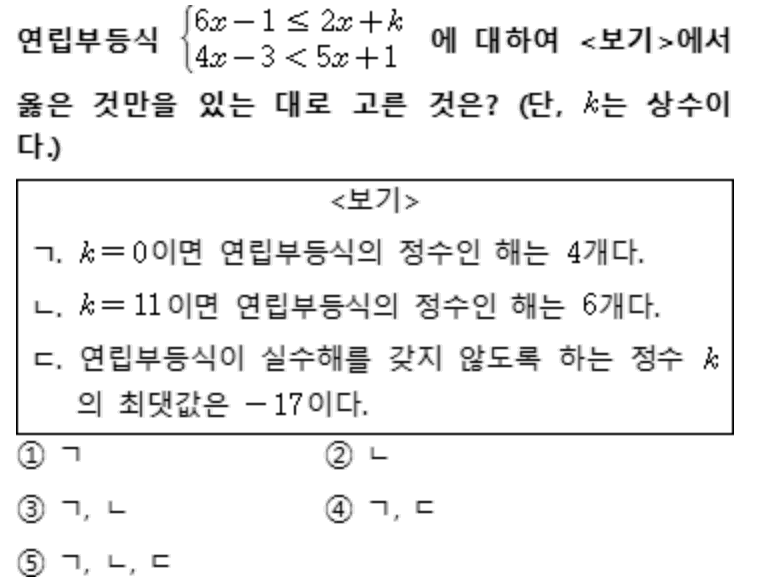 연립부등식 {6x−1 ≤ 2x+k
4x−3 < 5x+1 에 대하여 <보기>에서
옳은 것만을 있는 대로 고른 것은? (단, k는 상수이
다.)
<보기>
ㄱ. k=0이면 연립부등식의 정수인 해는 4개다.
ㄴ. k=11이면 연립부등식의 정수인 해는 6개다.
ㄷ. 연립부등식이 실수해를 갖지 않도록 하는 정수 k
의 최댓값은 −17이다.
① ㄱ ② ㄴ
③ ㄱ, ㄴ ④ ㄱ, ㄷ
⑤ ㄱ, ㄴ, ㄷ